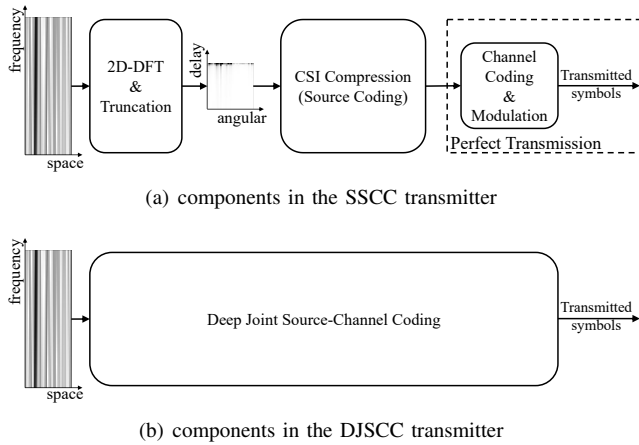 frequency
space
2D-DFT
&
Truncation
delay
angular
CSI Compression
(Source Coding)
Channel
Coding
&
Modulation
Transmitted
symbols
Perfect Transmission
(a) components in the SSCC transmitter
frequency
space
Deep Joint Source-Channel Coding
Transmitted
symbols
(b) components in the DJSCC transmitter